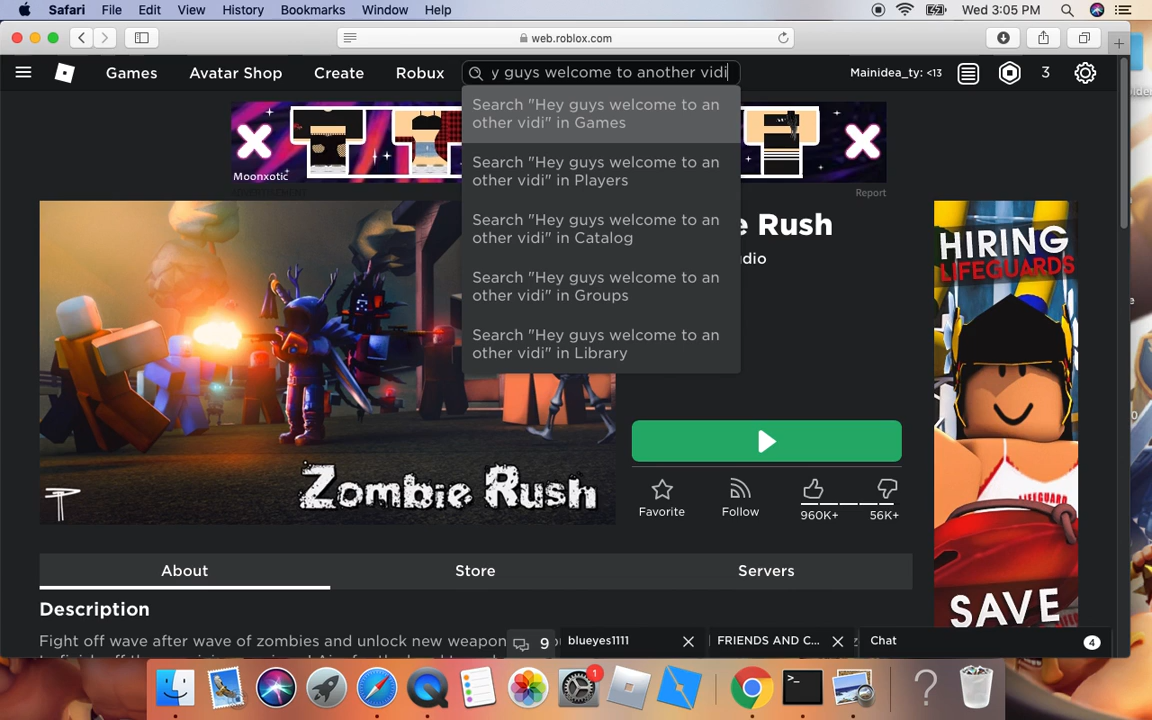 Safari File Edit View History Bookmarks Window Help Wed 3:05 PM
web.roblox.com
Games Avatar Shop Create Robux y guys welcome to another vidi Mainidea_ty: <13 3
Search "Hey guys welcome to an
other vidi" in Games
Search "Hey guys welcome to an
other vidi" in Players
Search "Hey guys welcome to an
other vidi" in Catalog
Search "Hey guys welcome to an
other vidi" in Groups
Search "Hey guys welcome to an
other vidi" in Library
Moonxotic
Report
e Rush
dio
Zombie Rush
Favorite Follow 960K+ 56K+
HIRING
LIFEGUARDS
LIFEGUARD
SAVE
About Store Servers
Description
Fight off wave after wave of zombies and unlock new weapon
9 blueyes1111 FRIENDS AND C... Chat 4
1